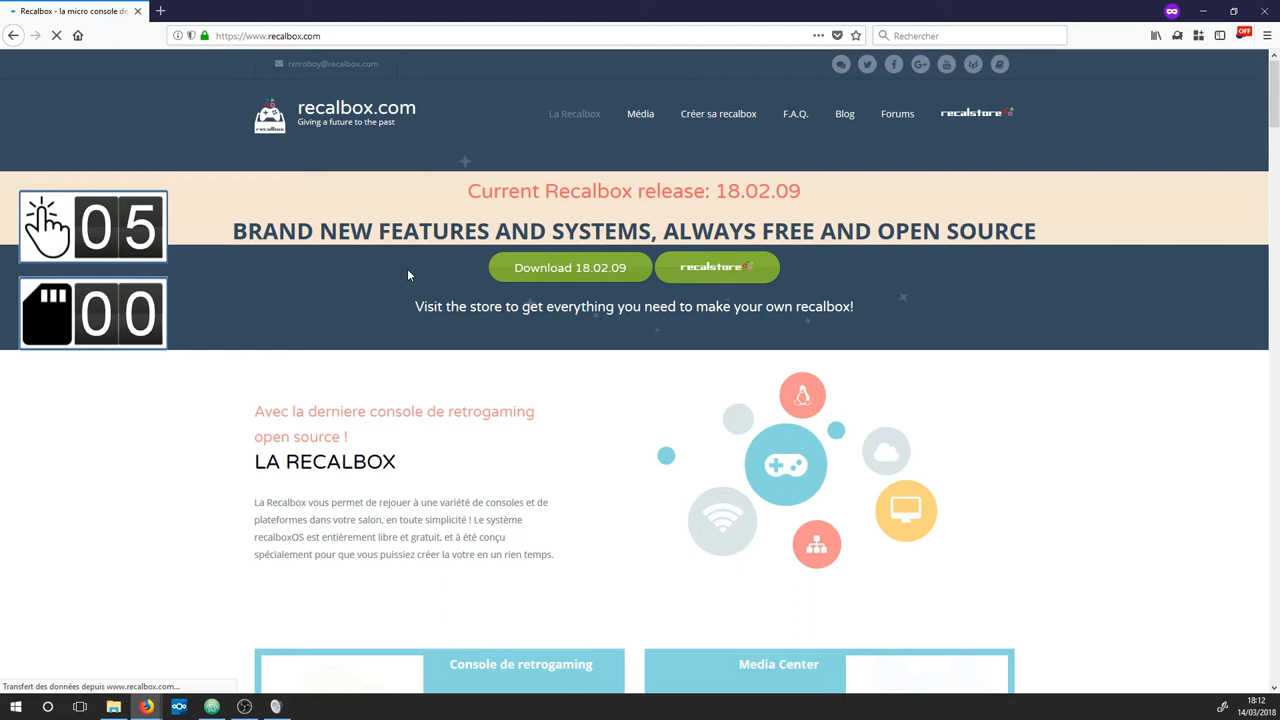 Recalbox - la micro console de
https://www.recalbox.com
Rechercher
OFF
retroboy@recalbox.com
recalbox.com
Giving a future to the past
recalbox
La Recalbox
Média
Créer sa recalbox
F.A.Q.
Blog
Forums
recalstore
Current Recalbox release: 18.02.09
BRAND NEW FEATURES AND SYSTEMS, ALWAYS FREE AND OPEN SOURCE
05
00
Download 18.02.09
recalstore
Visit the store to get everything you need to make your own recalbox!
Avec la derniere console de retrogaming
open source !
LA RECALBOX
La Recalbox vous permet de rejouer à une variété de consoles et de
plateformes dans votre salon, en toute simplicité ! Le système
recalboxOS est entièrement libre et gratuit, et à été conçu
spécialement pour que vous puissiez créer la votre en un rien temps.
Console de retrogaming
Media Center
Transfert des données depuis www.recalbox.com...
18:12
14/03/2018